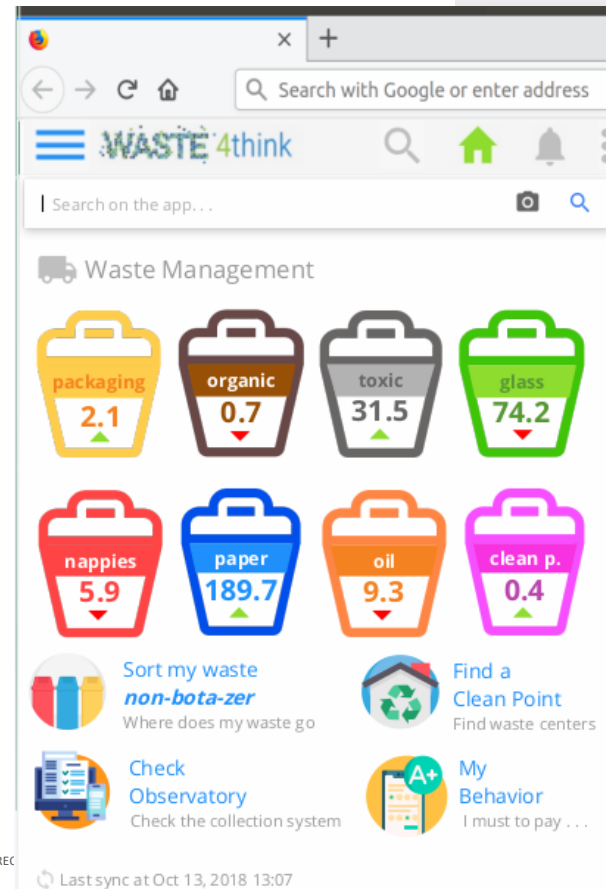 Search with Google or enter address
WASTE 4think
Search on the app...
Waste Management
packaging organic toxic glass
2.1 0.7 31.5 74.2
nappies paper oil clean p.
5.9 189.7 9.3 0.4
Sort my waste
non-bota-zer
Where does my waste go
Find a
Clean Point
Find waste centers
Check
Observatory
Check the collection system
A+
My
Behavior
I must to pay . . .
REC
Last sync at Oct 13, 2018 13:07